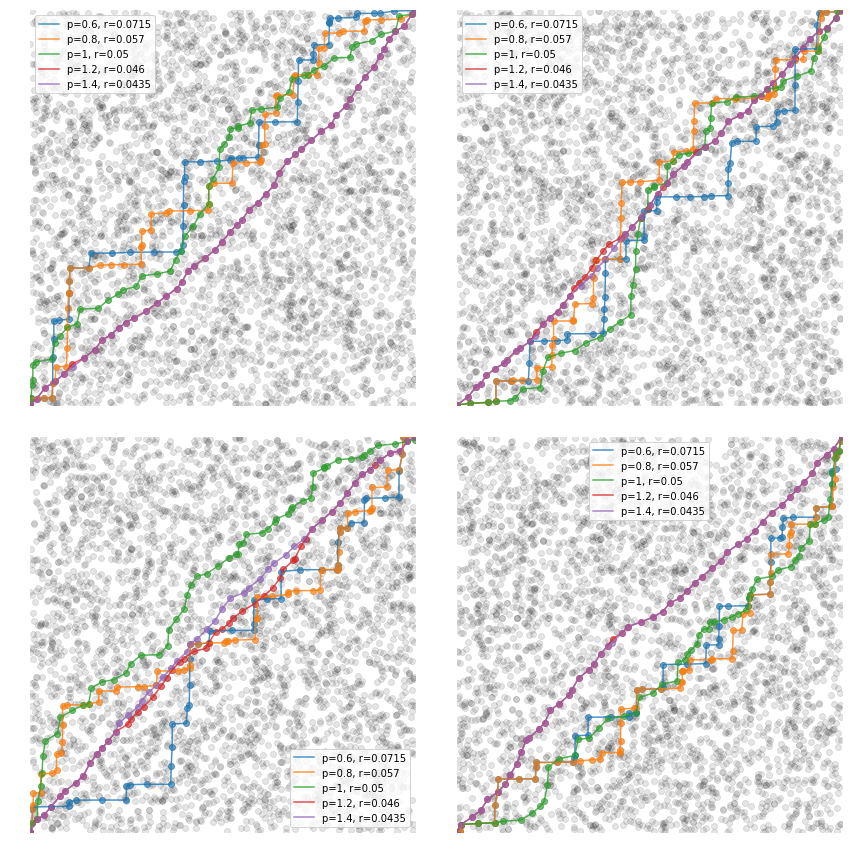 p=0.6, r=0.0715
p=0.8, r=0.057
p=1, r=0.05
p=1.2, r=0.046
p=1.4, r=0.0435
p=0.6, r=0.0715
p=0.8, r=0.057
p=1, r=0.05
p=1.2, r=0.046
p=1.4, r=0.0435
p=0.6, r=0.0715
p=0.8, r=0.057
p=1, r=0.05
p=1.2, r=0.046
p=1.4, r=0.0435
p=0.6, r=0.0715
p=0.8, r=0.057
p=1, r=0.05
p=1.2, r=0.046
p=1.4, r=0.0435